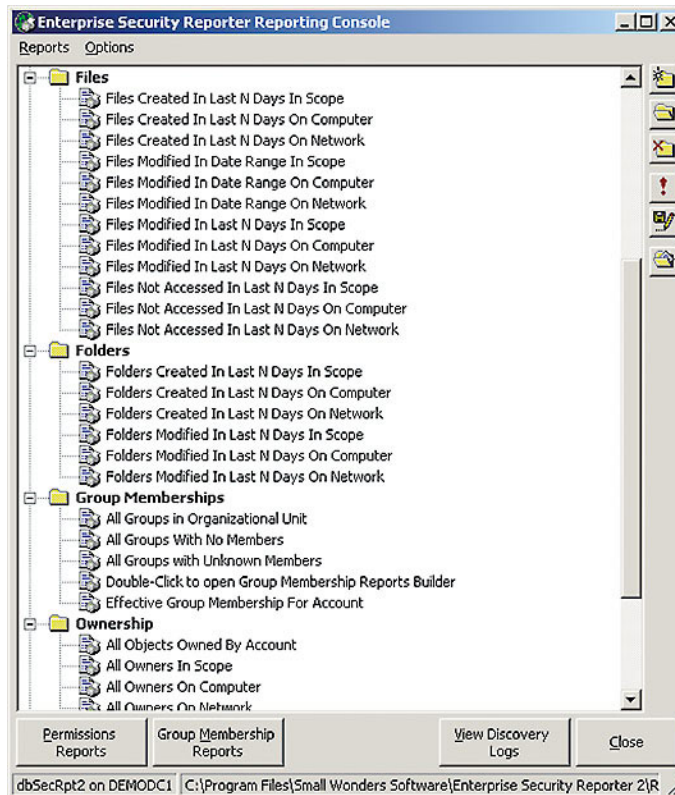 Enterprise Security Reporter Reporting Console
Reports Options
Files
Files Created In Last N Days In Scope
Files Created In Last N Days On Computer
Files Created In Last N Days On Network
Files Modified In Date Range In Scope
Files Modified In Date Range On Computer
Files Modified In Date Range On Network
Files Modified In Last N Days In Scope
Files Modified In Last N Days On Computer
Files Modified In Last N Days On Network
Files Not Accessed In Last N Days In Scope
Files Not Accessed In Last N Days On Computer
Files Not Accessed In Last N Days On Network
Folders
Folders Created In Last N Days In Scope
Folders Created In Last N Days On Computer
Folders Created In Last N Days On Network
Folders Modified In Last N Days In Scope
Folders Modified In Last N Days On Computer
Folders Modified In Last N Days On Network
Group Memberships
All Groups in Organizational Unit
All Groups With No Members
All Groups with Unknown Members
Double-Click to open Group Membership Reports Builder
Effective Group Membership For Account
Ownership
All Objects Owned By Account
All Owners In Scope
All Owners On Computer
All Owners On Network
Permissions Reports
Group Membership Reports
View Discovery Logs
Close
dbSecRpt2 on DEMODC1 C:\Program Files\Small Wonders Software\Enterprise Security Reporter 2\R